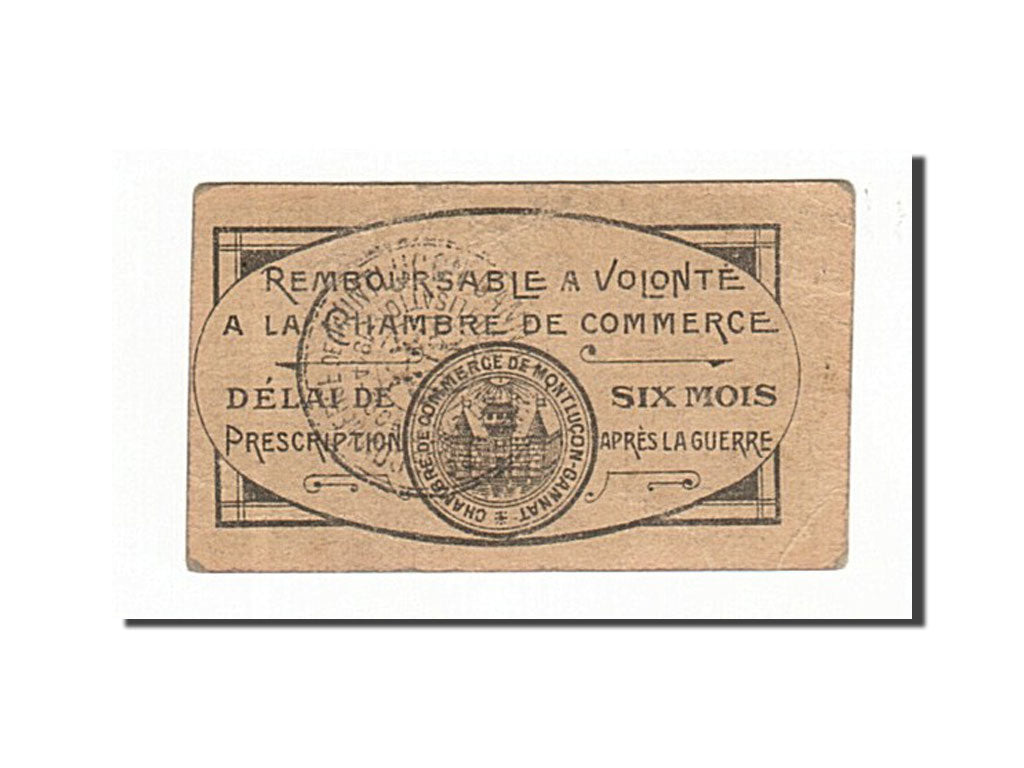 REMBOURSABLE A VOLONTÉ
A LA CHAMBRE DE COMMERCE
DÉLAI DE
PRESCRIPTION
SIX MOIS
APRÈS LA GUERRE
CHAMBRE DE COMMERCE DE MONTLUÇON-GANNAT *